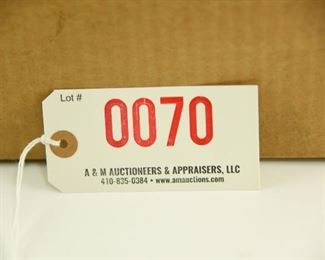 Lot #
0070
A & M AUCTIONEERS & APPRAISERS, LLC
410-835-0384 • www.amauctions.com